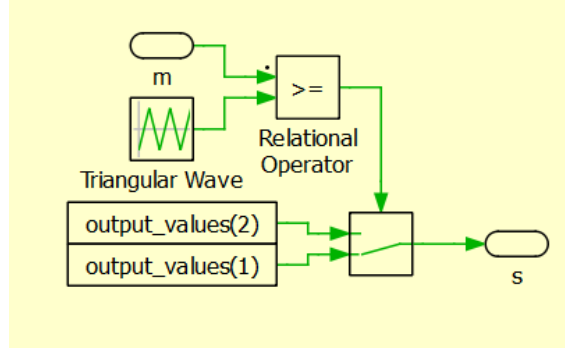 m
>=
Relational
Operator
Triangular Wave
output_values(2)
output_values(1)
s